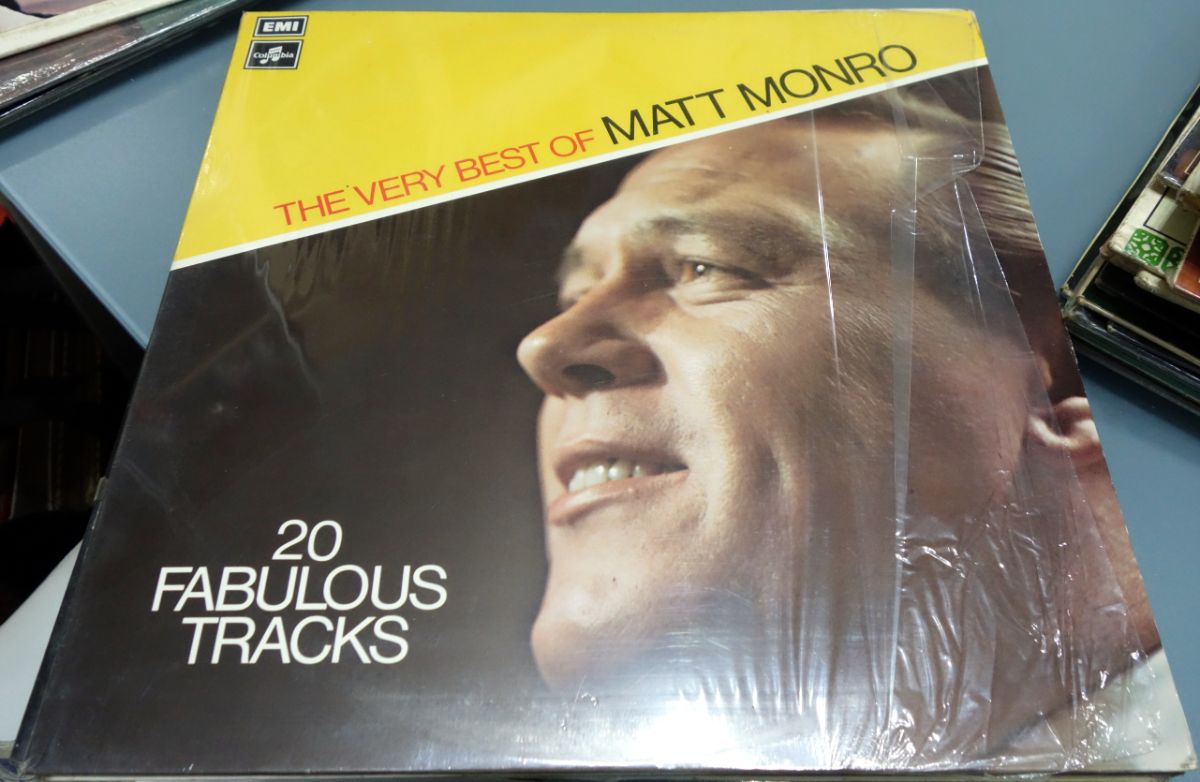 EMI
Columbia
THE VERY BEST OF MATT MONRO
20
FABULOUS
TRACKS